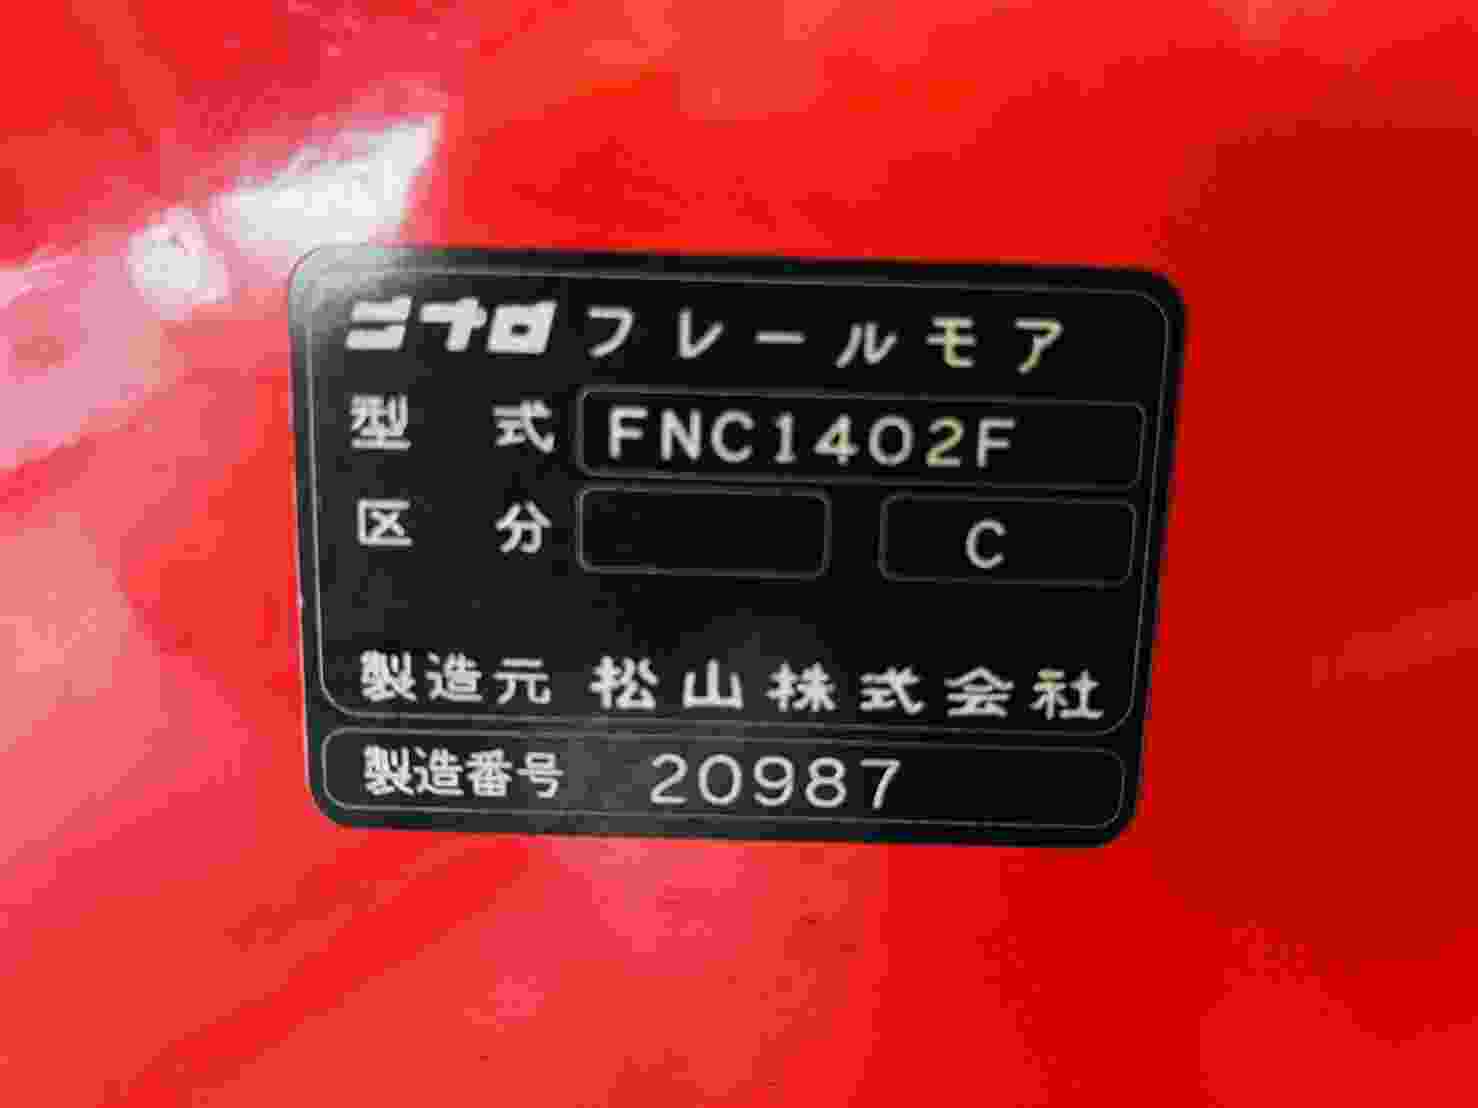 ニプロ フレールモア
型式 FNC1402F
区分 C
製造元 松山株式会社
製造番号 20987